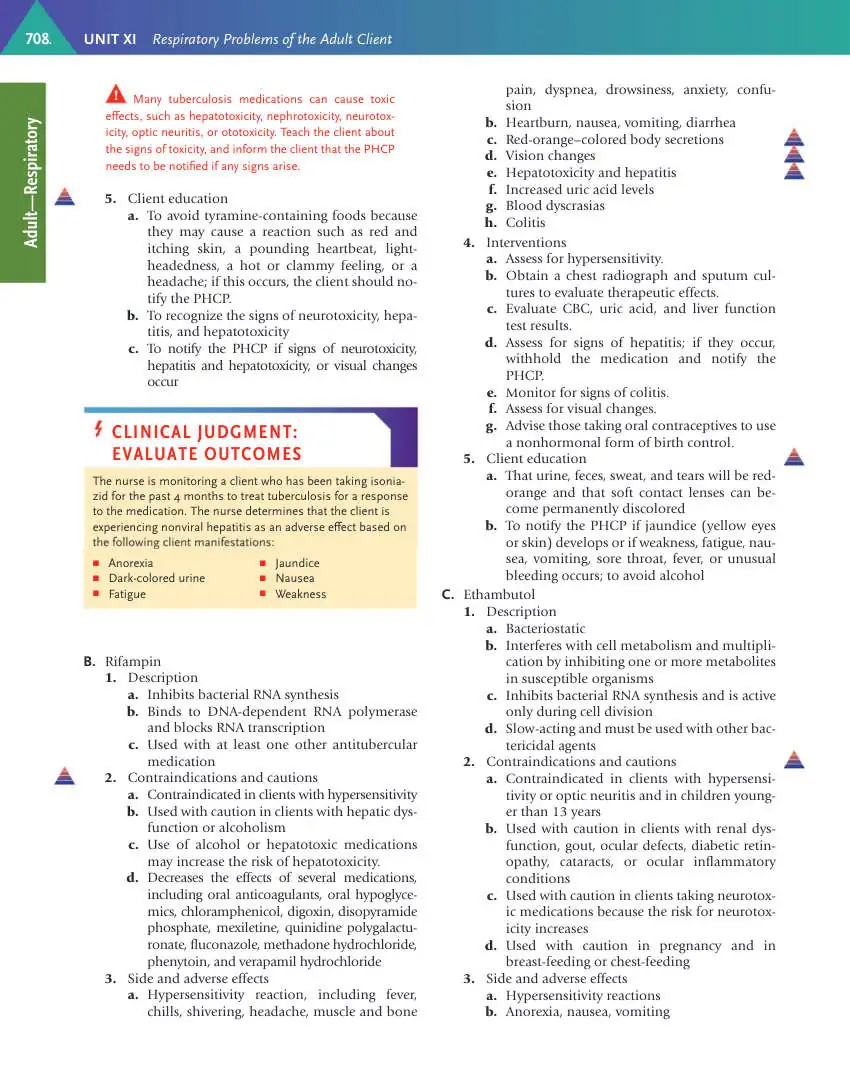 708.
UNIT XI Respiratory Problems of the Adult Client
Adult—Respiratory
Many tuberculosis medications can cause toxic
effects, such as hepatotoxicity, nephrotoxicity, neurotox-
icity, optic neuritis, or ototoxicity. Teach the client about
the signs of toxicity, and inform the client that the PHCP
needs to be notified if any signs arise.
5. Client education
a. To avoid tyramine-containing foods because
they may cause a reaction such as red and
itching skin, a pounding heartbeat, light-
headedness, a hot or clammy feeling, or a
headache; if this occurs, the client should no-
tify the PHCP.
b. To recognize the signs of neurotoxicity, hepa-
titis, and hepatotoxicity
c. To notify the PHCP if signs of neurotoxicity,
hepatitis and hepatotoxicity, or visual changes
occur
CLINICAL JUDGMENT:
EVALUATE OUTCOMES
The nurse is monitoring a client who has been taking isonia-
zid for the past 4 months to treat tuberculosis for a response
to the medication. The nurse determines that the client is
experiencing nonviral hepatitis as an adverse effect based on
the following client manifestations:
Anorexia
Dark-colored urine
Fatigue
Jaundice
Nausea
Weakness
B. Rifampin
1. Description
a. Inhibits bacterial RNA synthesis
b. Binds to DNA-dependent RNA polymerase
and blocks RNA transcription
c. Used with at least one other antitubercular
medication
2. Contraindications and cautions
a. Contraindicated in clients with hypersensitivity
b. Used with caution in clients with hepatic dys-
function or alcoholism
c. Use of alcohol or hepatotoxic medications
may increase the risk of hepatotoxicity.
d. Decreases the effects of several medications,
including oral anticoagulants, oral hypoglyce-
mics, chloramphenicol, digoxin, disopyramide
phosphate, mexiletine, quinidine polygalactu-
ronate, fluconazole, methadone hydrochloride,
phenytoin, and verapamil hydrochloride
3. Side and adverse effects
a. Hypersensitivity reaction, including fever,
chills, shivering, headache, muscle and bone
pain, dyspnea, drowsiness, anxiety, confu-
sion
b. Heartburn, nausea, vomiting, diarrhea
c. Red-orange–colored body secretions
d. Vision changes
e. Hepatotoxicity and hepatitis
f. Increased uric acid levels
g. Blood dyscrasias
h. Colitis
4. Interventions
a. Assess for hypersensitivity.
b. Obtain a chest radiograph and sputum cul-
tures to evaluate therapeutic effects.
c. Evaluate CBC, uric acid, and liver function
test results.
d. Assess for signs of hepatitis; if they occur,
withhold the medication and notify the
PHCP.
e. Monitor for signs of colitis.
f. Assess for visual changes.
g. Advise those taking oral contraceptives to use
a nonhormonal form of birth control.
5. Client education
a. That urine, feces, sweat, and tears will be red-
orange and that soft contact lenses can be-
come permanently discolored
b. To notify the PHCP if jaundice (yellow eyes
or skin) develops or if weakness, fatigue, nau-
sea, vomiting, sore throat, fever, or unusual
bleeding occurs; to avoid alcohol
C. Ethambutol
1. Description
a. Bacteriostatic
b. Interferes with cell metabolism and multipli-
cation by inhibiting one or more metabolites
in susceptible organisms
c. Inhibits bacterial RNA synthesis and is active
only during cell division
d. Slow-acting and must be used with other bac-
tericidal agents
2. Contraindications and cautions
a. Contraindicated in clients with hypersensi-
tivity or optic neuritis and in children young-
er than 13 years
b. Used with caution in clients with renal dys-
function, gout, ocular defects, diabetic retin-
opathy, cataracts, or ocular inflammatory
conditions
c. Used with caution in clients taking neurotox-
ic medications because the risk for neurotox-
icity increases
d. Used with caution in pregnancy and in
breast-feeding or chest-feeding
3. Side and adverse effects
a. Hypersensitivity reactions
b. Anorexia, nausea, vomiting